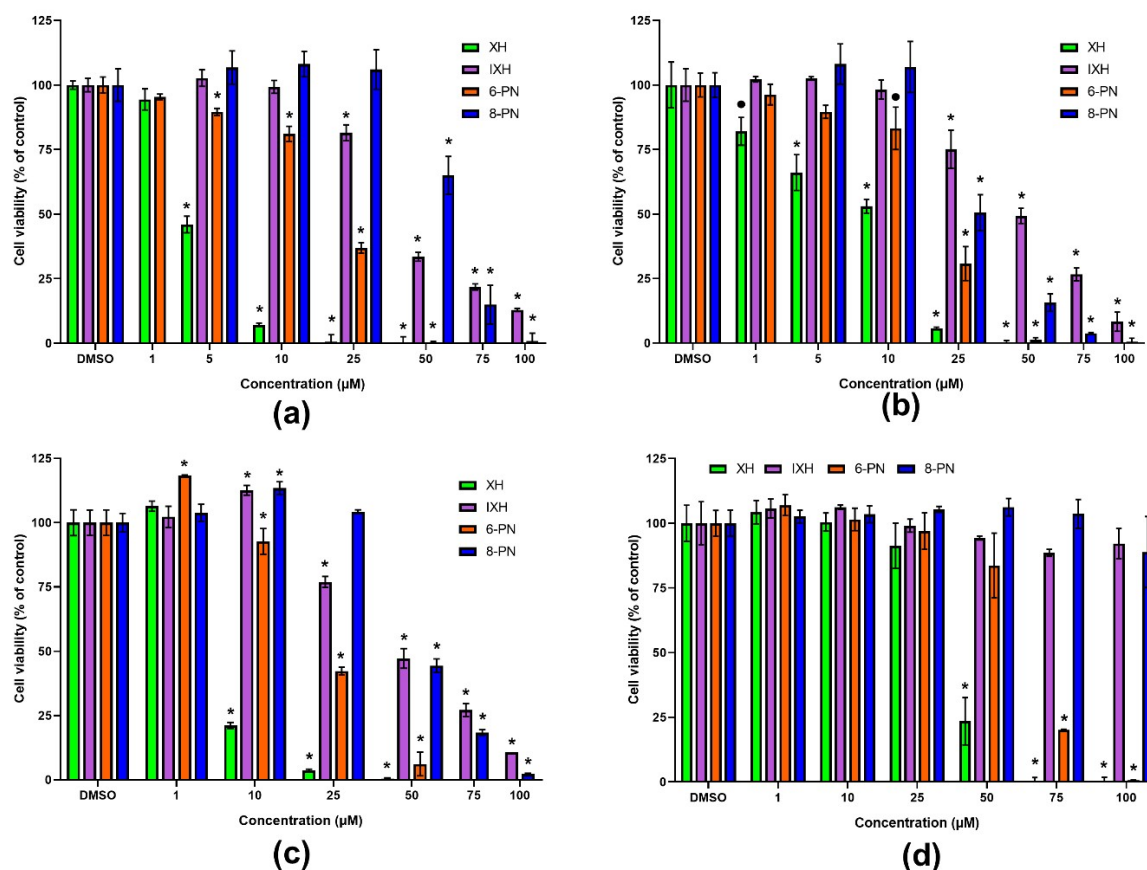 125
100
75
50
25
0
Cell viability (% of control)
XH
IXH
6-PN
8-PN
* * * * * * * * * * * * * *
DMSO 1 5 10 25 50 75 100
Concentration (µM)
(a)
125
100
75
50
25
0
Cell viability (% of control)
XH
IXH
6-PN
8-PN
● * * ● * * * * * * * * * * * *
DMSO 1 5 10 25 50 75 100
Concentration (µM)
(b)
125
100
75
50
25
0
Cell viability (% of control)
XH
IXH
6-PN
8-PN
* * * * * * * * * * * * * * * *
DMSO 1 10 25 50 75 100
Concentration (µM)
(c)
125
100
75
50
25
0
Cell viability (% of control)
XH IXH 6-PN 8-PN
* * * * *
DMSO 1 10 25 50 75 100
Concentration (µM)
(d)